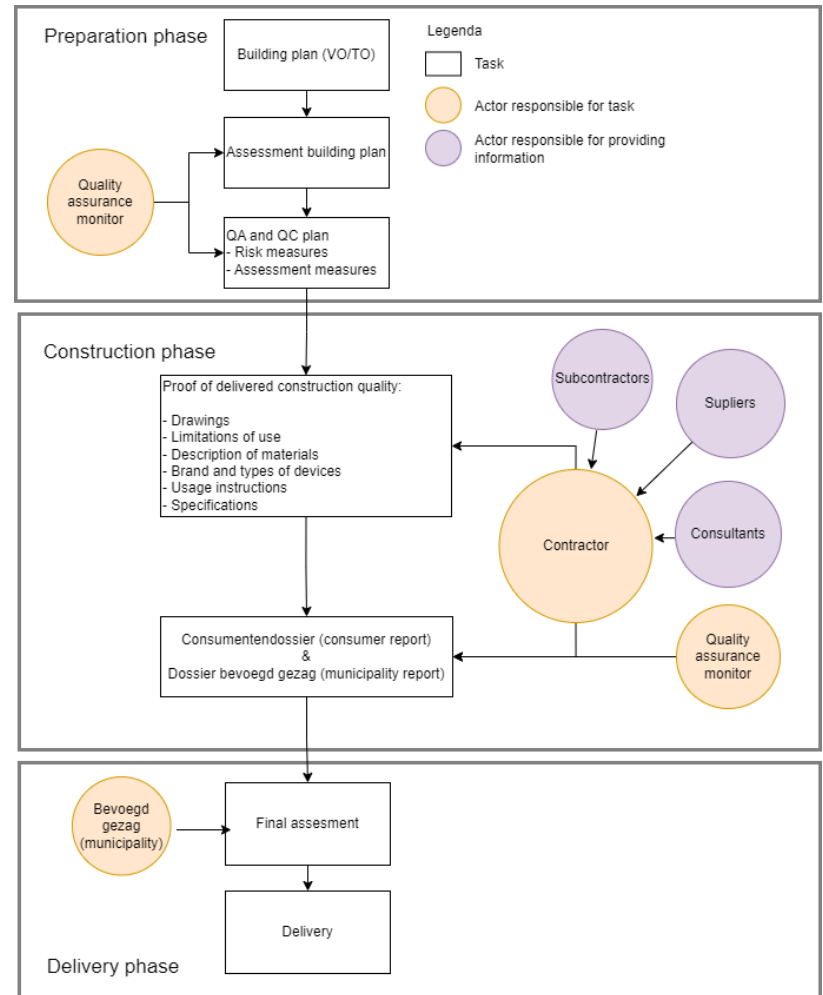 Preparation phase
Building plan (VO/TO)
Legenda
Task
Actor responsible for task
Actor responsible for providing
information
Assessment building plan
Quality
assurance
monitor
QA and QC plan
- Risk measures
- Assessment measures
Construction phase
Proof of delivered construction quality:
- Drawings
- Limitations of use
- Description of materials
- Brand and types of devices
- Usage instructions
- Specifications
Subcontractors
Supliers
Contractor
Consultants
Consumentendossier (consumer report)
&
Dossier bevoegd gezag (municipality report)
Quality
assurance
monitor
Bevoegd
gezag
(municipality)
Final assesment
Delivery
Delivery phase